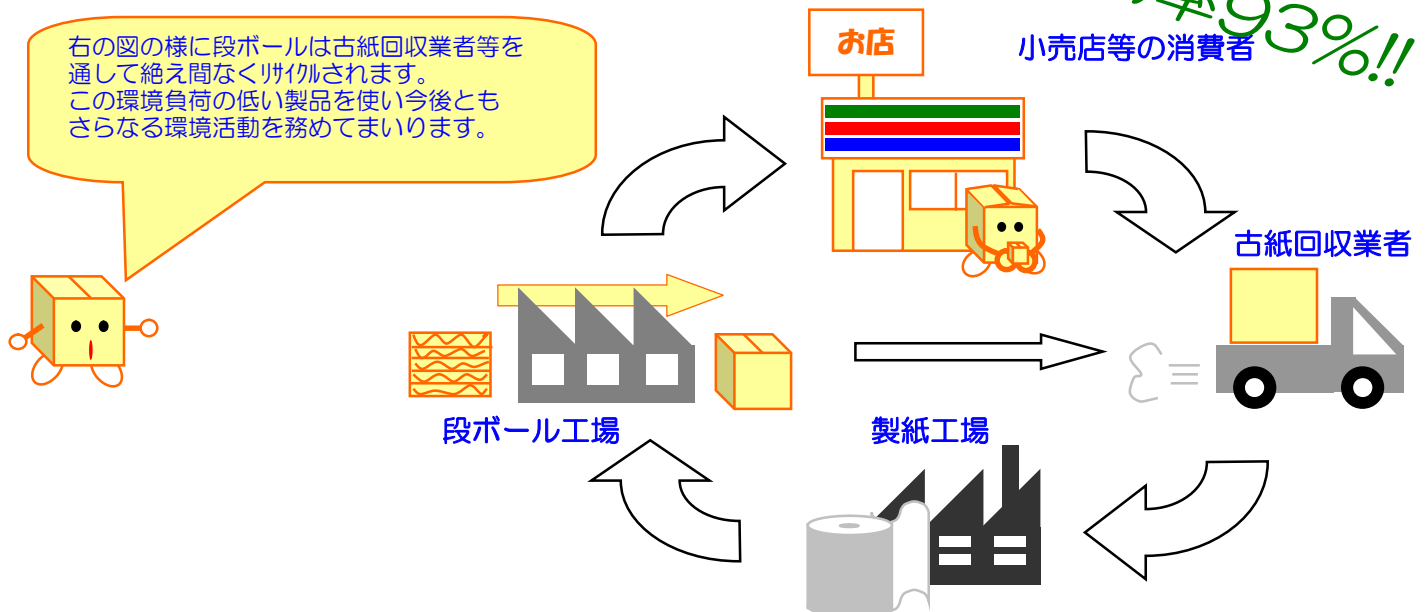 右の図の様に段ボールは古紙回収業者等を
通して絶え間なくﾘｻｲｸﾙされます。
この環境負荷の低い製品を使い今後とも
さらなる環境活動を務めてまいります。
お店
小売店等の消費者
率93%!!
古紙回収業者
段ボール工場
製紙工場